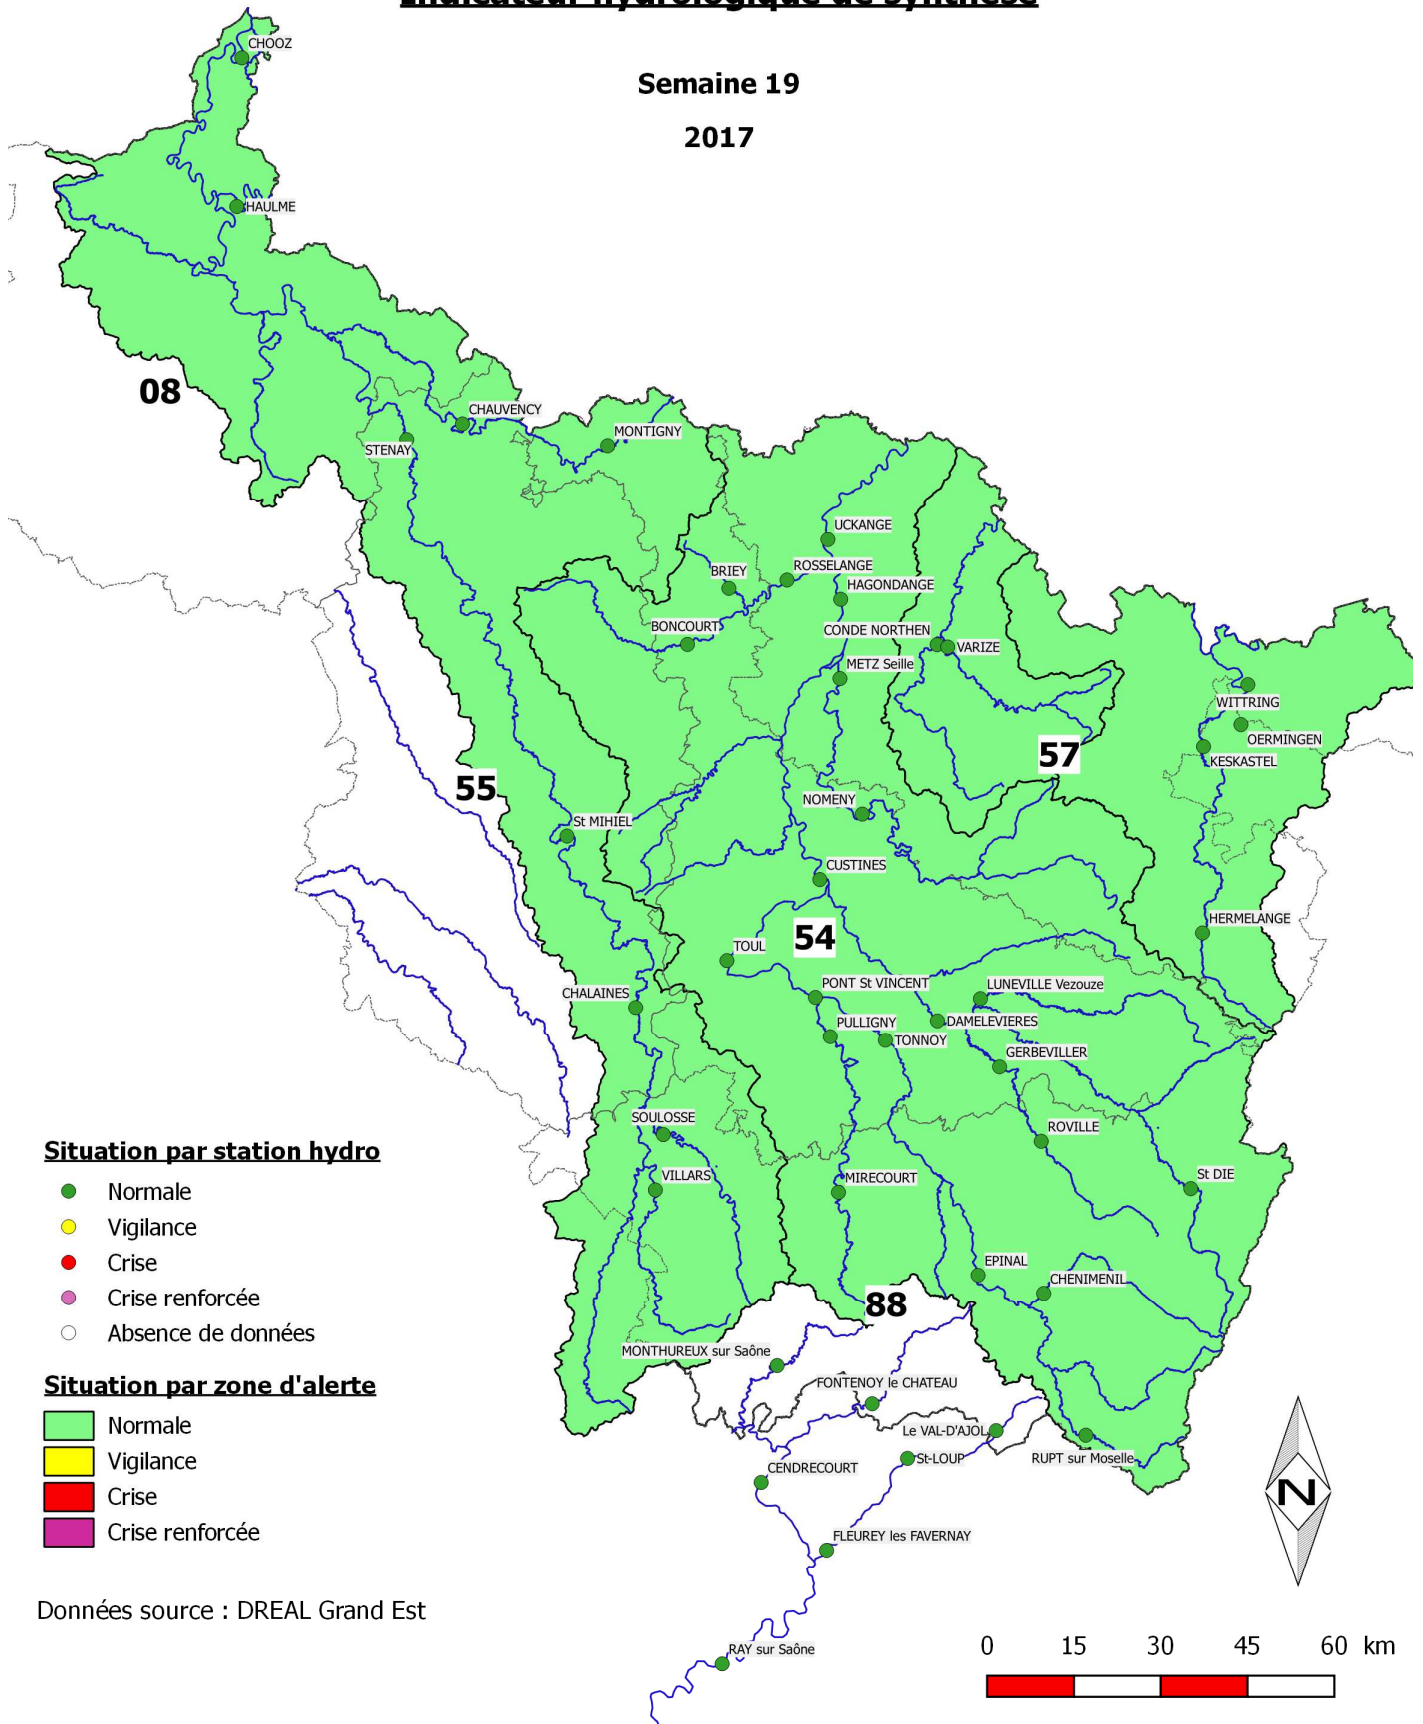 Indicateur hydrologique de synthèse
Semaine 19
2017
CHOOZ
HAULME
08
CHAUVENCY
MONTIGNY
STENAY
UCKANGE
BRIEY
ROSSELANGE
HAGONDANGE
BONCOURT
CONDE NORTHEN
VARIZE
METZ Seille
WITTRING
OERMINGEN
KESKASTEL
57
55
NOMENY
St MIHIEL
CUSTINES
HERMELANGE
54
TOUL
PONT St VINCENT
LUNEVILLE Vezouze
CHALAINES
PULLIGNY
DAMELEVIERES
TONNOY
GERBEVILLER
SOULOSSE
ROVILLE
VILLARS
MIRECOURT
St DIE
EPINAL
CHENIMENIL
88
MONTHUREUX sur Saône
FONTENOY le CHATEAU
Le VAL-D'AJOL
St-LOUP
RUPT sur Moselle
CENDRECOURT
FLEUREY les FAVERNAY
RAY sur Saône
Situation par station hydro
Normale
Vigilance
Crise
Crise renforcée
Absence de données
Situation par zone d'alerte
Normale
Vigilance
Crise
Crise renforcée
Données source : DREAL Grand Est
N
0 15 30 45 60 km